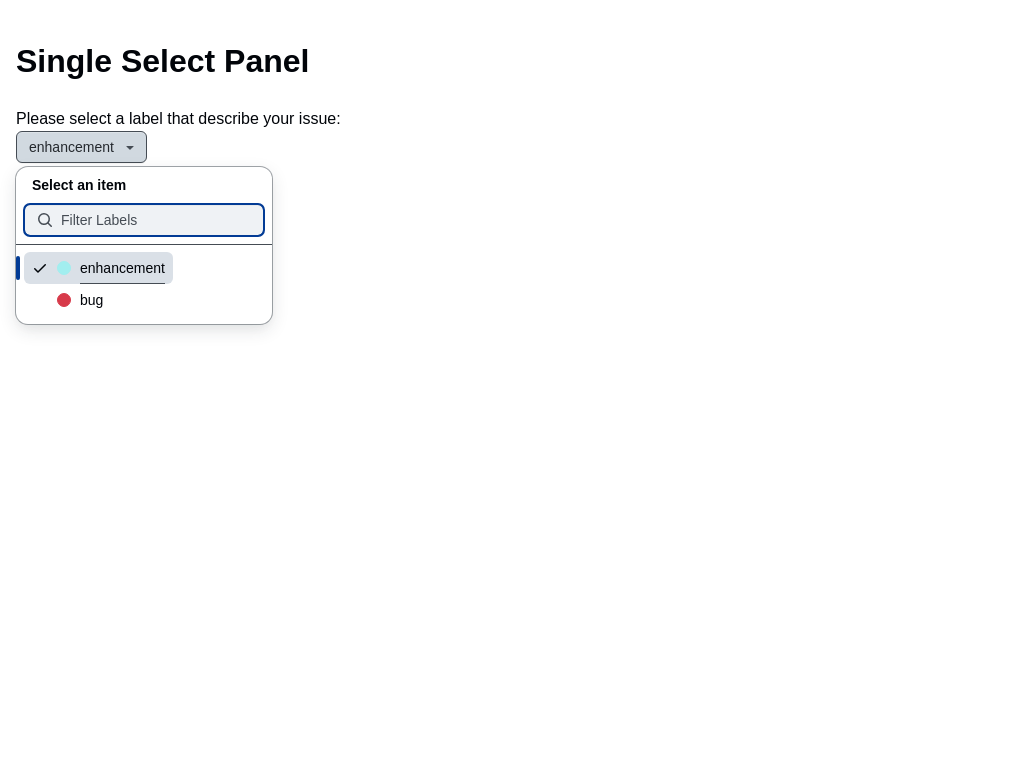 Single Select Panel
Please select a label that describe your issue:
enhancement
Select an item
Filter Labels
enhancement
bug